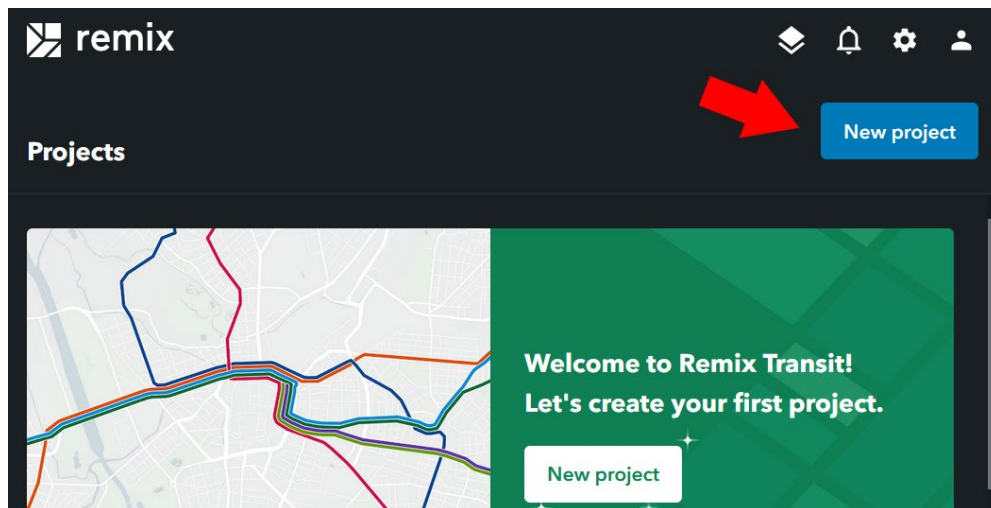 remix
New project
Projects
Welcome to Remix Transit!
Let's create your first project.
New project